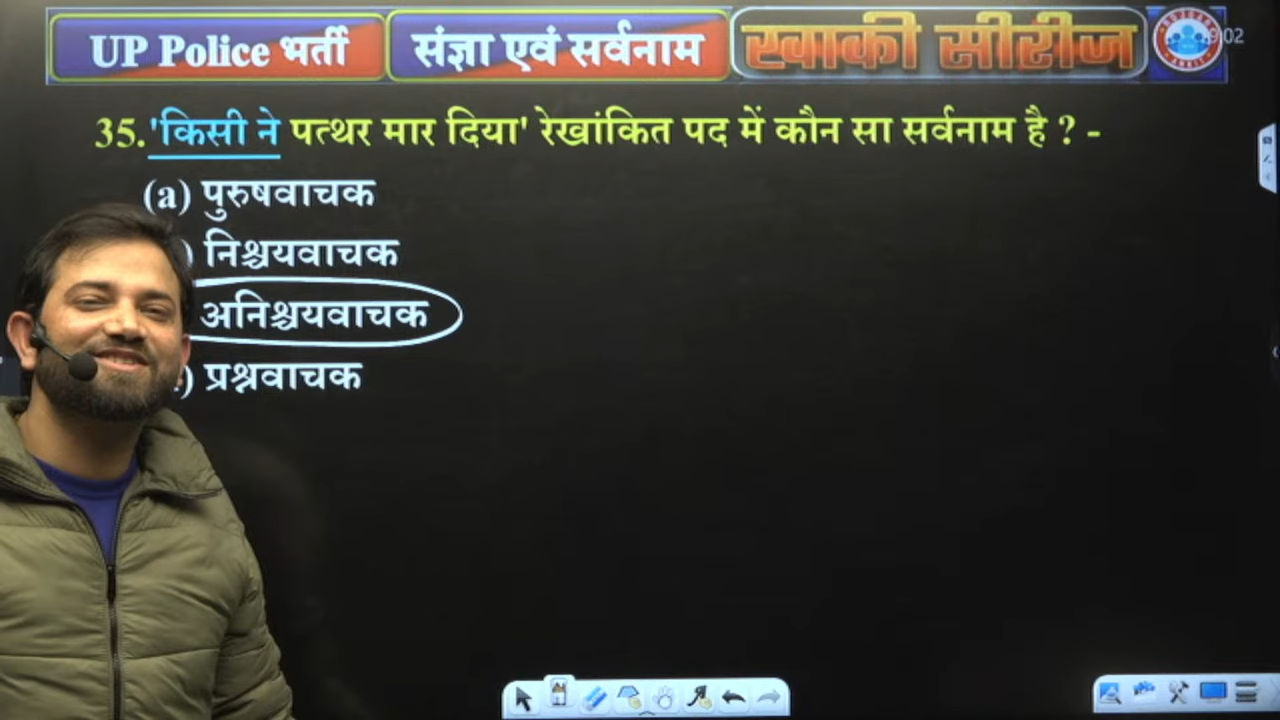 UP Police भर्ती
संज्ञा एवं सर्वनाम
खाकी सीरीज
35. 'किसी ने पत्थर मार दिया' रेखांकित पद में कौन सा सर्वनाम है ? -
(a) पुरुषवाचक
) निश्चयवाचक
अनिश्चयवाचक
) प्रश्नवाचक